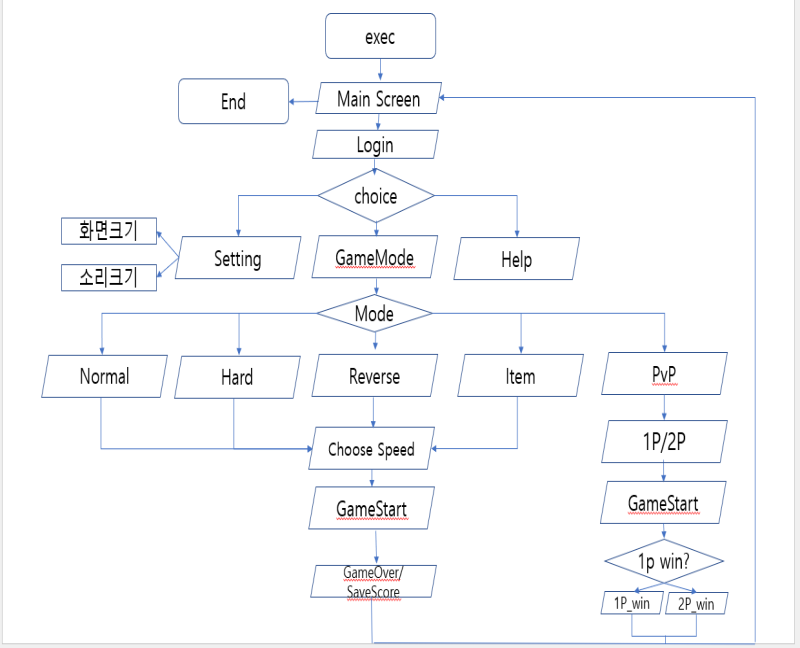 exec
End
Main Screen
Login
choice
화면크기
소리크기
Setting
GameMode
Help
Mode
Normal
Hard
Reverse
Item
PvP
Choose Speed
1P/2P
GameStart
GameStart
GameOver/
SaveScore
1p win?
1P_win
2P_win